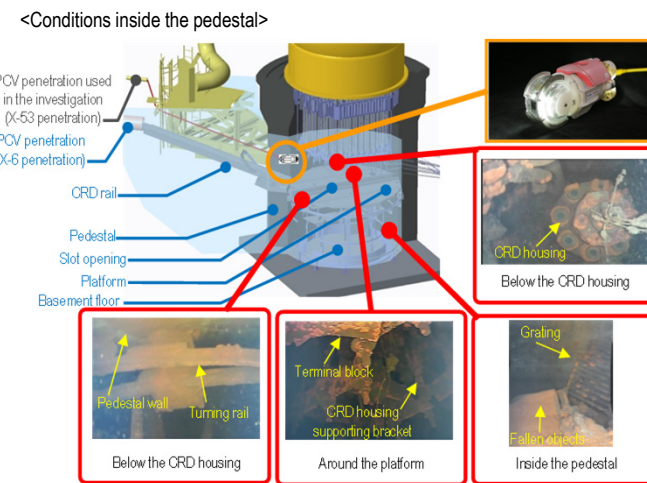 <Conditions inside the pedestal>
PCV penetration used
in the investigation
(X-53 penetration)
PCV penetration
(X-6 penetration)
CRD rail
Pedestal
Slot opening
Platform
Basement floor
CRD housing
Below the CRD housing
Pedestal wall
Turning rail
Below the CRD housing
Terminal block
CRD housing
supporting bracket
Around the platform
Grating
Fallen objects
Inside the pedestal